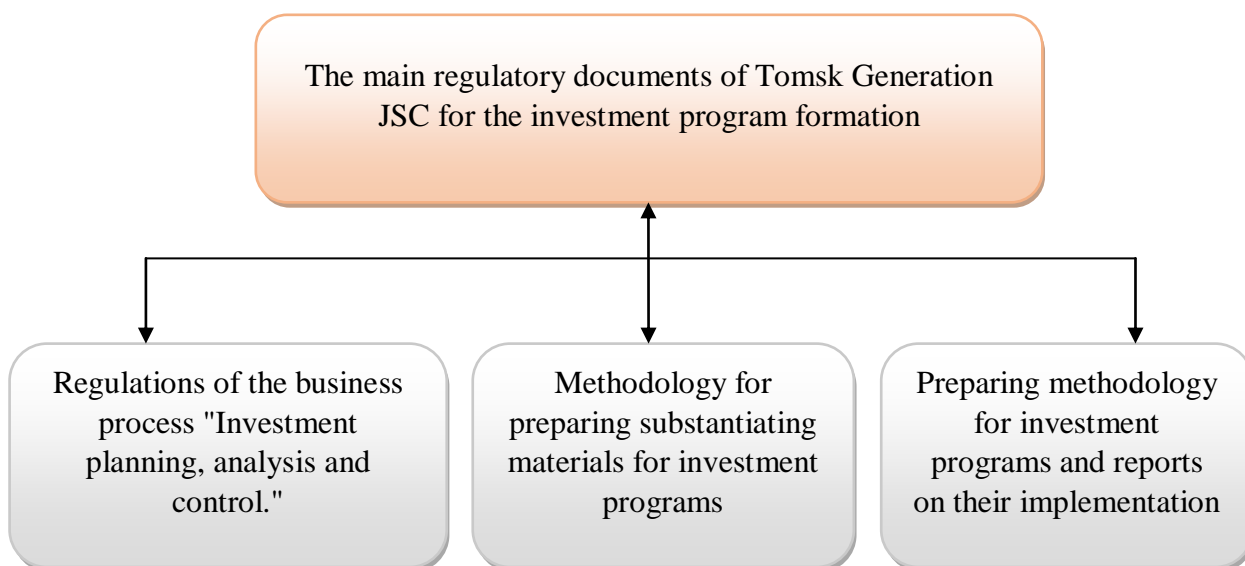 The main regulatory documents of Tomsk Generation
JSC for the investment program formation
Regulations of the business
process "Investment
planning, analysis and
control."
Methodology for
preparing substantiating
materials for investment
programs
Preparing methodology
for investment
programs and reports
on their implementation